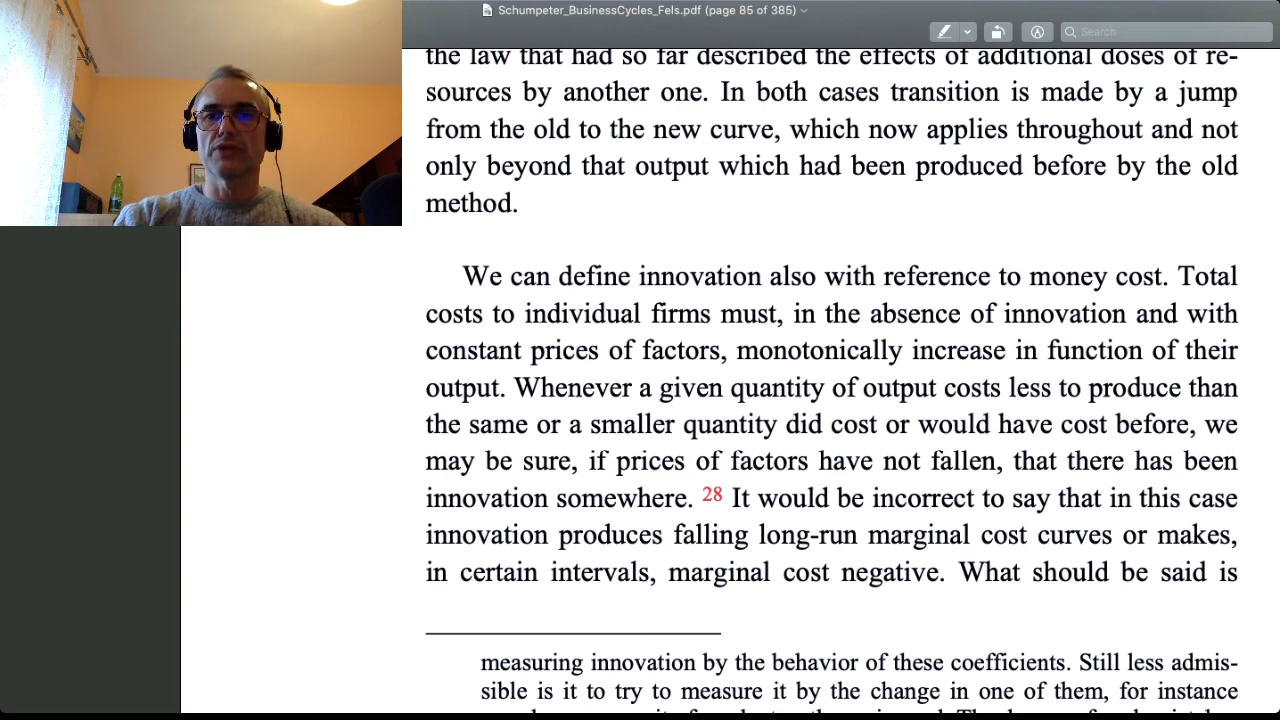 Schumpeter_BusinessCycles_Fels.pdf (page 85 of 385)
Search
the law that had so far described the effects of additional doses of re-
sources by another one. In both cases transition is made by a jump
from the old to the new curve, which now applies throughout and not
only beyond that output which had been produced before by the old
method.
We can define innovation also with reference to money cost. Total
costs to individual firms must, in the absence of innovation and with
constant prices of factors, monotonically increase in function of their
output. Whenever a given quantity of output costs less to produce than
the same or a smaller quantity did cost or would have cost before, we
may be sure, if prices of factors have not fallen, that there has been
innovation somewhere. 28 It would be incorrect to say that in this case
innovation produces falling long-run marginal cost curves or makes,
in certain intervals, marginal cost negative. What should be said is
measuring innovation by the behavior of these coefficients. Still less admis-
sible is it to try to measure it by the change in one of them, for instance